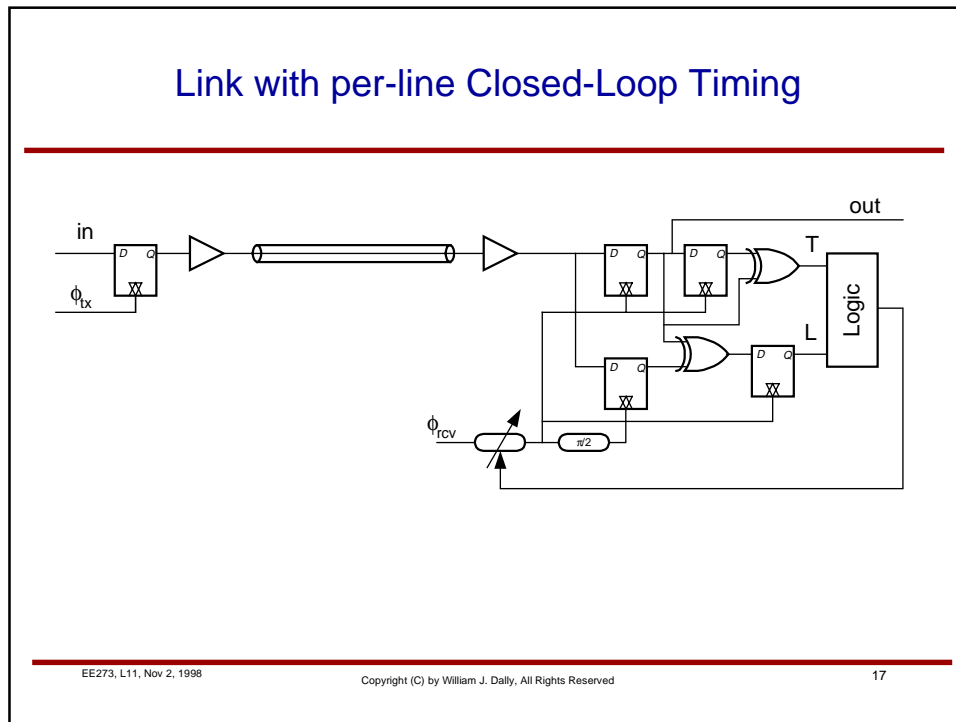 Link with per-line Closed-Loop Timing
out
in
D Q
D Q
D Q
T
ϕtx
Logic
L
D Q
D Q
ϕrcv
π/2
EE273, L11, Nov 2, 1998
Copyright (C) by William J. Dally, All Rights Reserved
17